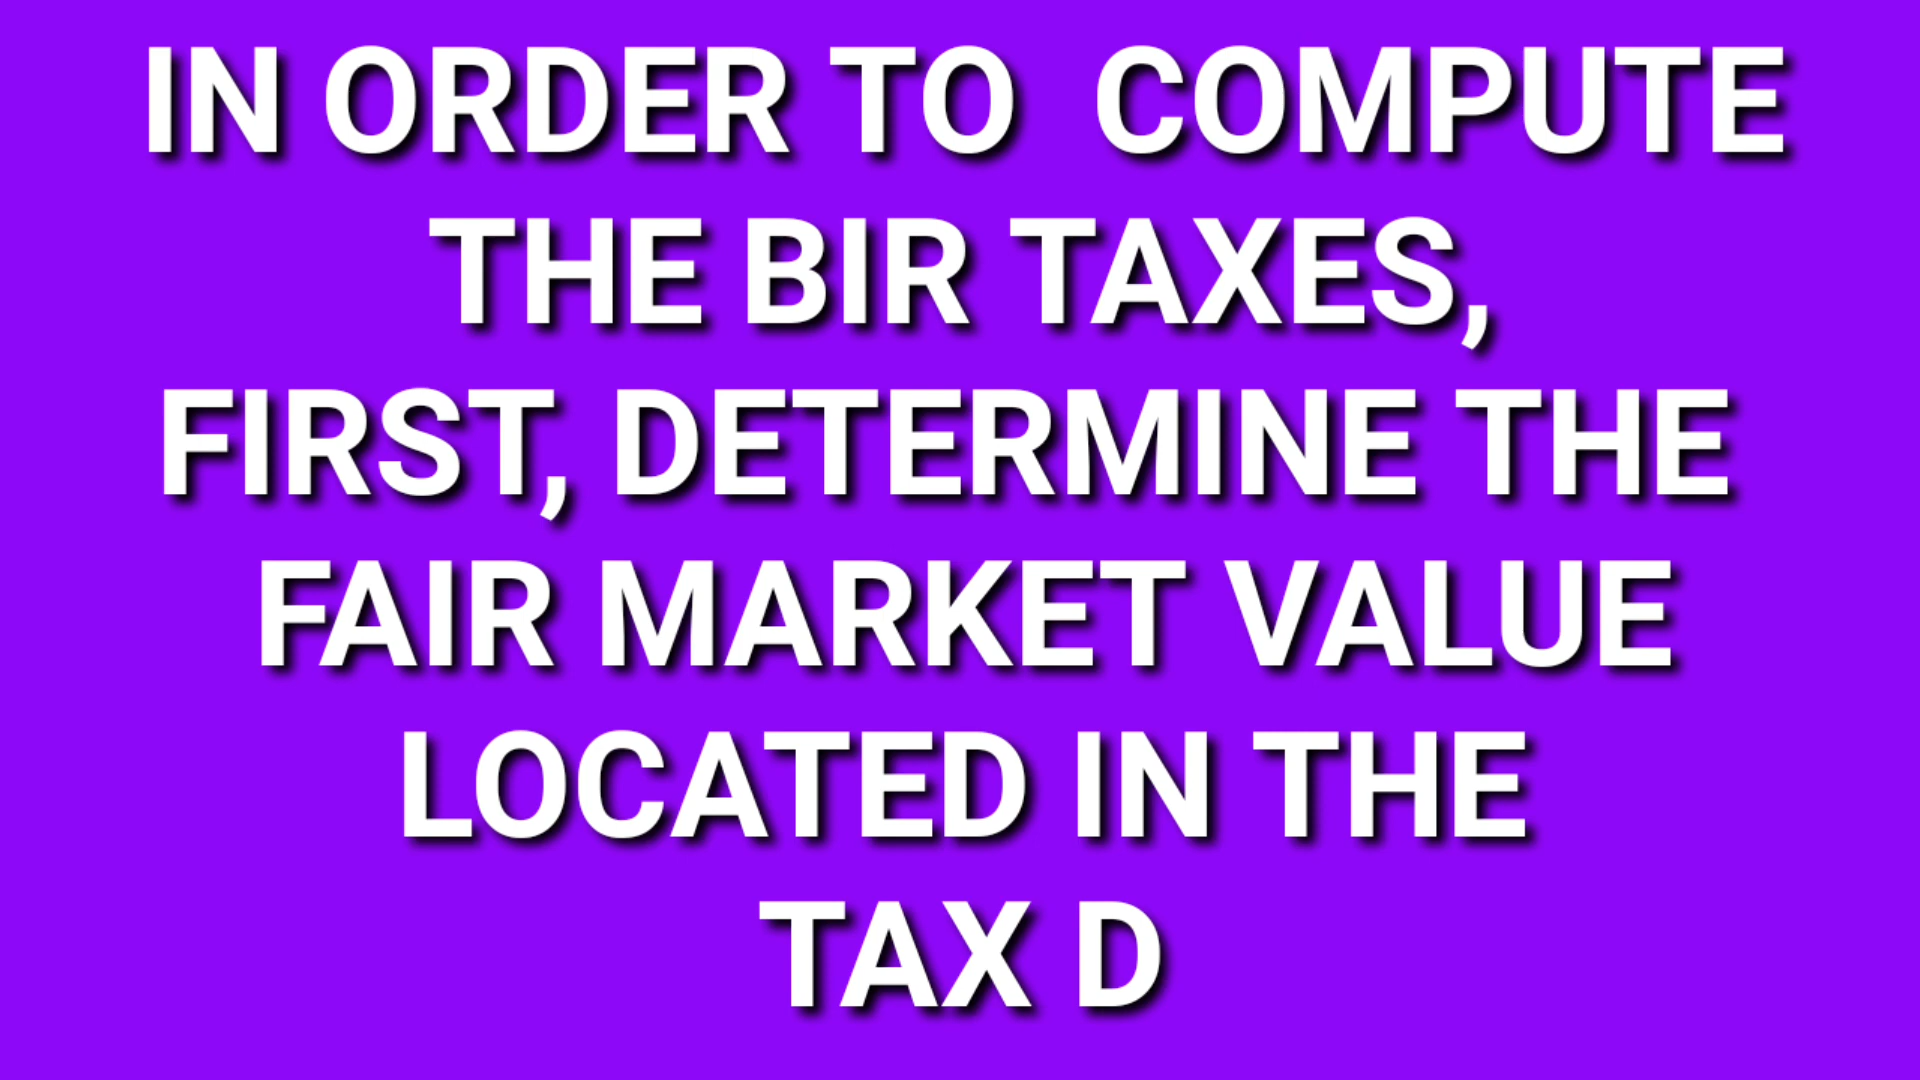 IN ORDER TO  COMPUTE
THE BIR TAXES,
FIRST, DETERMINE THE
FAIR MARKET VALUE
LOCATED IN THE
TAX D